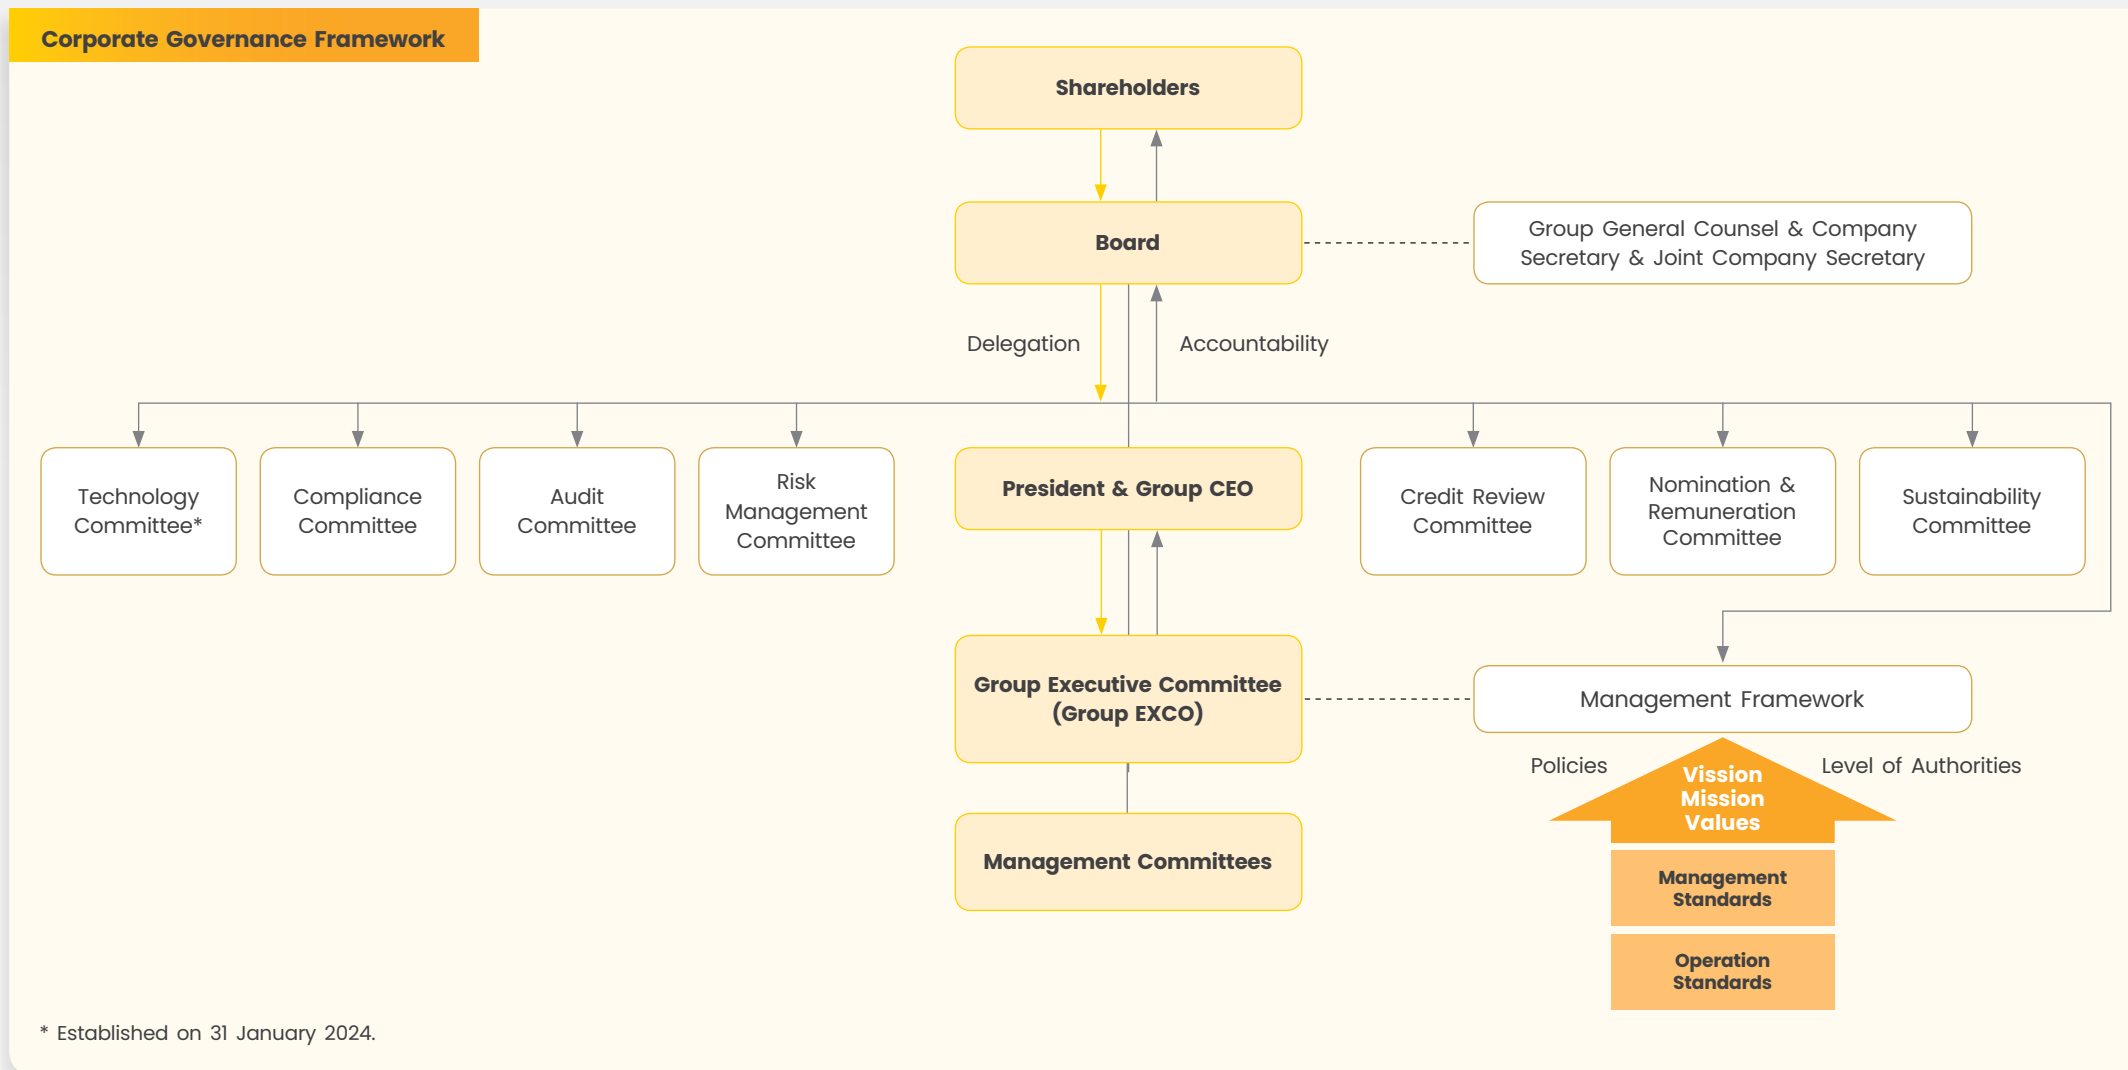 Corporate Governance Framework
Shareholders
Board
Group General Counsel & Company
Secretary & Joint Company Secretary
Delegation
Accountability
Technology
Committee*
Compliance
Committee
Audit
Committee
Risk
Management
Committee
President & Group CEO
Credit Review
Committee
Nomination &
Remuneration
Committee
Sustainability
Committee
Group Executive Committee
(Group EXCO)
Management Framework
Policies
Level of Authorities
Vission
Mission
Values
Management Committees
Management
Standards
Operation
Standards
* Established on 31 January 2024.